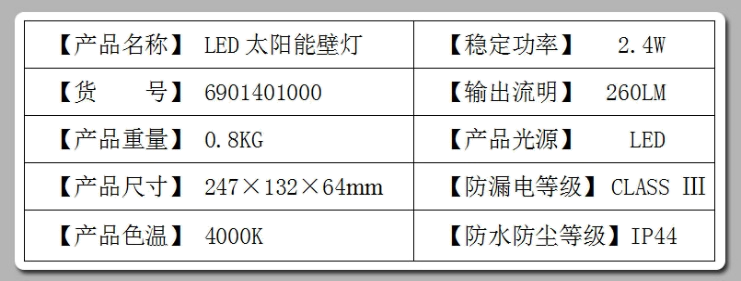 【产品名称】 LED 太阳能壁灯 【稳定功率】 2.4W
【货 号】 6901401000 【输出流明】 260LM
【产品重量】 0.8KG 【产品光源】 LED
【产品尺寸】 247×132×64mm 【防漏电等级】 CLASS Ⅲ
【产品色温】 4000K 【防水防尘等级】 IP44